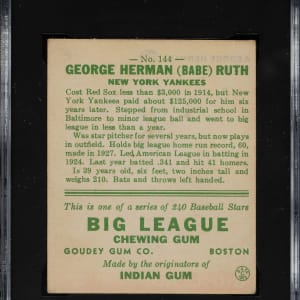 — No. 144 —
GEORGE HERMAN (BABE) RUTH
NEW YORK YANKEES
Cost Red Sox less than $3,000 in 1914, but New
York Yankees paid about $125,000 for him six
years later. Stepped from industrial school in
Baltimore to minor league ball and went to big
league in less than a year.
Was star pitcher for several years, but now plays
in outfield. Holds big league home run record, 60,
made in 1927. Led American League in batting in
1924. Last year batted .341 and hit 41 homers.
Is 39 years old, six feet, two inches tall and
weighs 210. Bats and throws left handed.
This is one of a series of 240 Baseball Stars
BIG LEAGUE
CHEWING GUM
GOUDEY GUM CO. BOSTON
Made by the originators of
INDIAN GUM